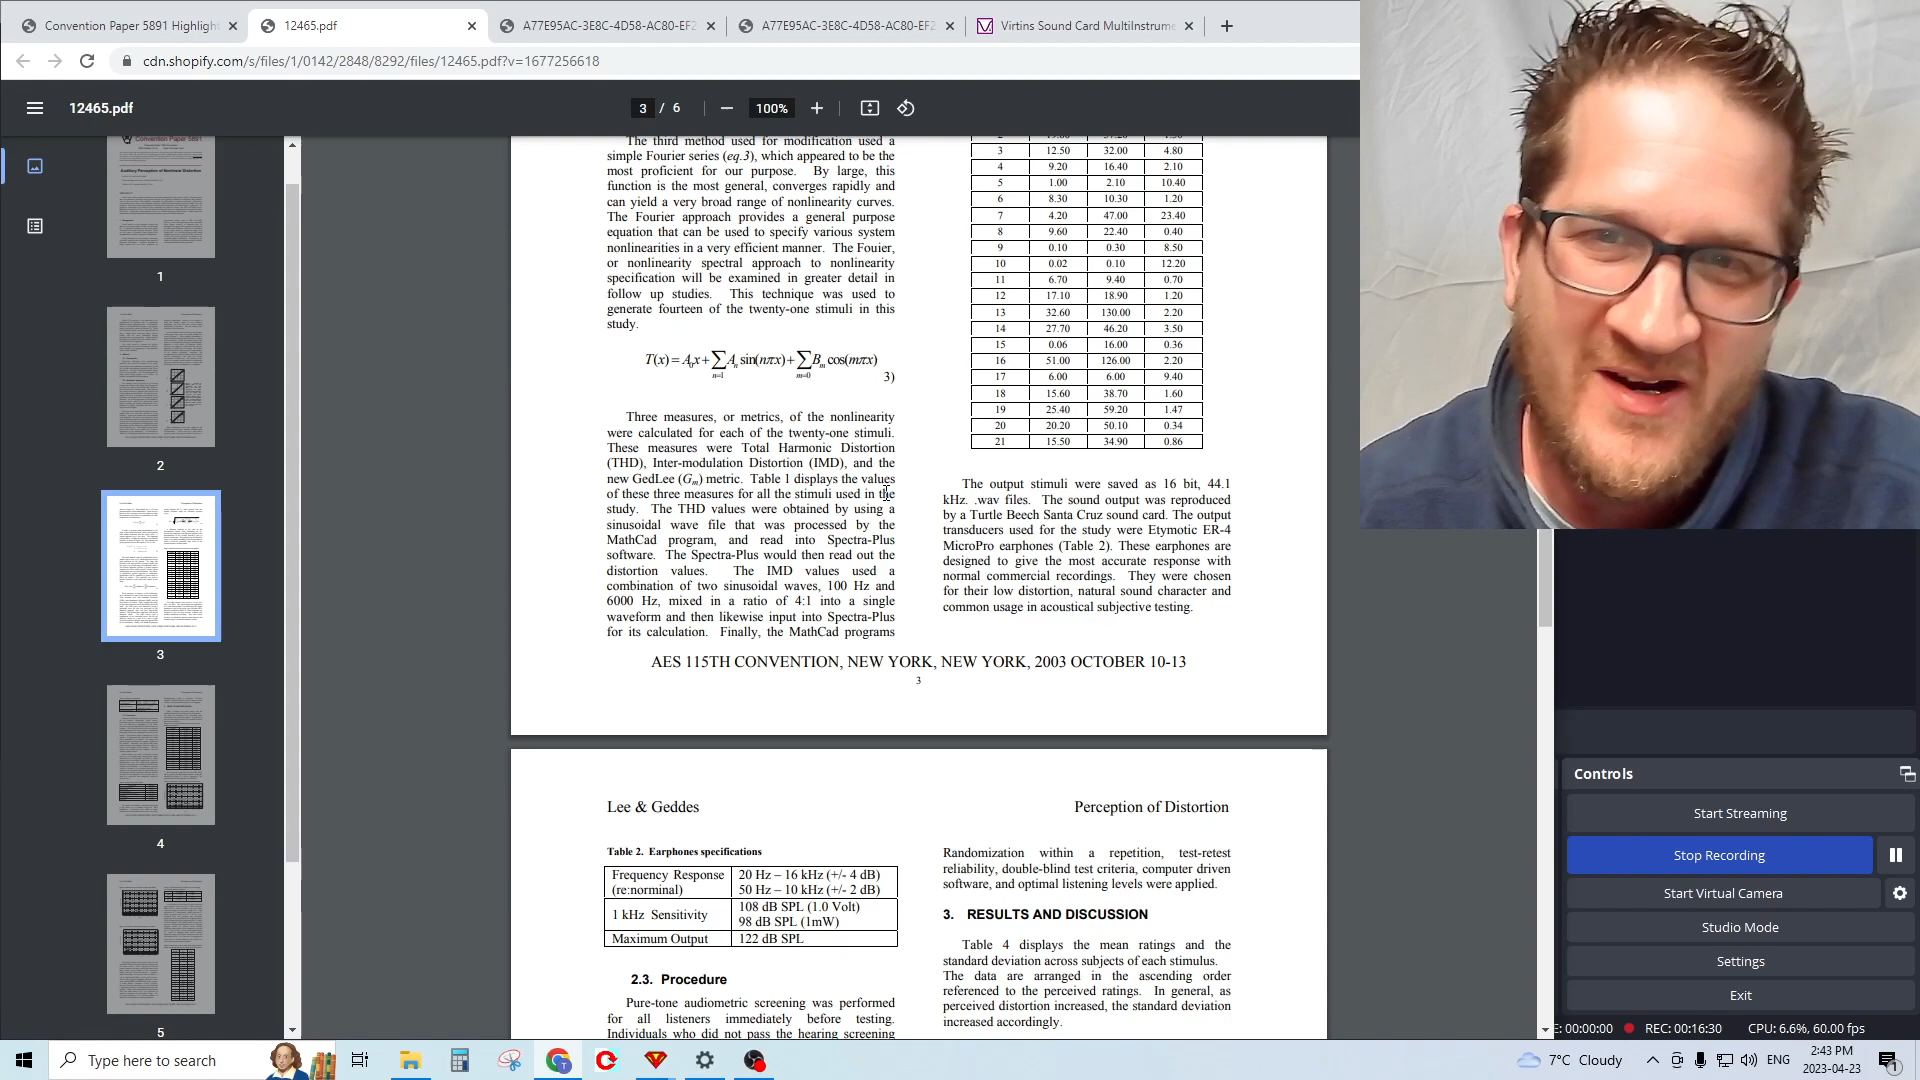 Convention Paper 5891 Highlight
12465.pdf
A77E95AC-3E8C-4D58-AC80-EF2
A77E95AC-3E8C-4D58-AC80-EF2
Virtins Sound Card MultiInstrume
cdn.shopify.com/s/files/1/0142/2848/8292/files/12465.pdf?v=1677256618
12465.pdf
3 / 6
100%
1
2
3
4
5
The third method used for modification used a
simple Fourier series (eq.3), which appeared to be the
most proficient for our purpose. By large, this
function is the most general, converges rapidly and
can yield a very broad range of nonlinearity curves.
The Fourier approach provides a general purpose
equation that can be used to specify various system
nonlinearities in a very efficient manner. The Fouier,
or nonlinearity spectral approach to nonlinearity
specification will be examined in greater detail in
follow up studies. This technique was used to
generate fourteen of the twenty-one stimuli in this
study.
T(x) = A₀x + ∑ Aₙ sin(nπx) + ∑ Bₘ cos(mπx)
n=1 m=0
3)
Three measures, or metrics, of the nonlinearity
were calculated for each of the twenty-one stimuli.
These measures were Total Harmonic Distortion
(THD), Inter-modulation Distortion (IMD), and the
new GedLee (Gm) metric. Table 1 displays the values
of these three measures for all the stimuli used in the
study. The THD values were obtained by using a
sinusoidal wave file that was processed by the
MathCad program, and read into Spectra-Plus
software. The Spectra-Plus would then read out the
distortion values. The IMD values used a
combination of two sinusoidal waves, 100 Hz and
6000 Hz, mixed in a ratio of 4:1 into a single
waveform and then likewise input into Spectra-Plus
for its calculation. Finally, the MathCad programs
3 12.50 32.00 4.80
4 9.20 16.40 2.10
5 1.00 2.10 10.40
6 8.30 10.30 1.20
7 4.20 47.00 23.40
8 9.60 22.40 0.40
9 0.10 0.30 8.50
10 0.02 0.10 12.20
11 6.70 9.40 0.70
12 17.10 18.90 1.20
13 32.60 130.00 2.20
14 27.70 46.20 3.50
15 0.06 16.00 0.36
16 51.00 126.00 2.20
17 6.00 6.00 9.40
18 15.60 38.70 1.60
19 25.40 59.20 1.47
20 20.20 50.10 0.34
21 15.50 34.90 0.86
The output stimuli were saved as 16 bit, 44.1
kHz. .wav files. The sound output was reproduced
by a Turtle Beech Santa Cruz sound card. The output
transducers used for the study were Etymotic ER-4
MicroPro earphones (Table 2). These earphones are
designed to give the most accurate response with
normal commercial recordings. They were chosen
for their low distortion, natural sound character and
common usage in acoustical subjective testing.
AES 115TH CONVENTION, NEW YORK, NEW YORK, 2003 OCTOBER 10-13
3
Lee & Geddes
Perception of Distortion
Table 2. Earphones specifications
Frequency Response 20 Hz – 16 kHz (+/- 4 dB)
(re:norminal) 50 Hz – 10 kHz (+/- 2 dB)
1 kHz Sensitivity 108 dB SPL (1.0 Volt)
98 dB SPL (1mW)
Maximum Output 122 dB SPL
2.3. Procedure
Pure-tone audiometric screening was performed
for all listeners immediately before testing.
Individuals who did not pass the hearing screening
Randomization within a repetition, test-retest
reliability, double-blind test criteria, computer driven
software, and optimal listening levels were applied.
3. RESULTS AND DISCUSSION
Table 4 displays the mean ratings and the
standard deviation across subjects of each stimulus.
The data are arranged in the ascending order
referenced to the perceived ratings. In general, as
perceived distortion increased, the standard deviation
increased accordingly.
Controls
Start Streaming
Stop Recording
Start Virtual Camera
Studio Mode
Settings
Exit
E: 00:00:00 REC: 00:16:30 CPU: 6.6%, 60.00 fps
Type here to search
7°C Cloudy
ENG
2:43 PM
2023-04-23
1